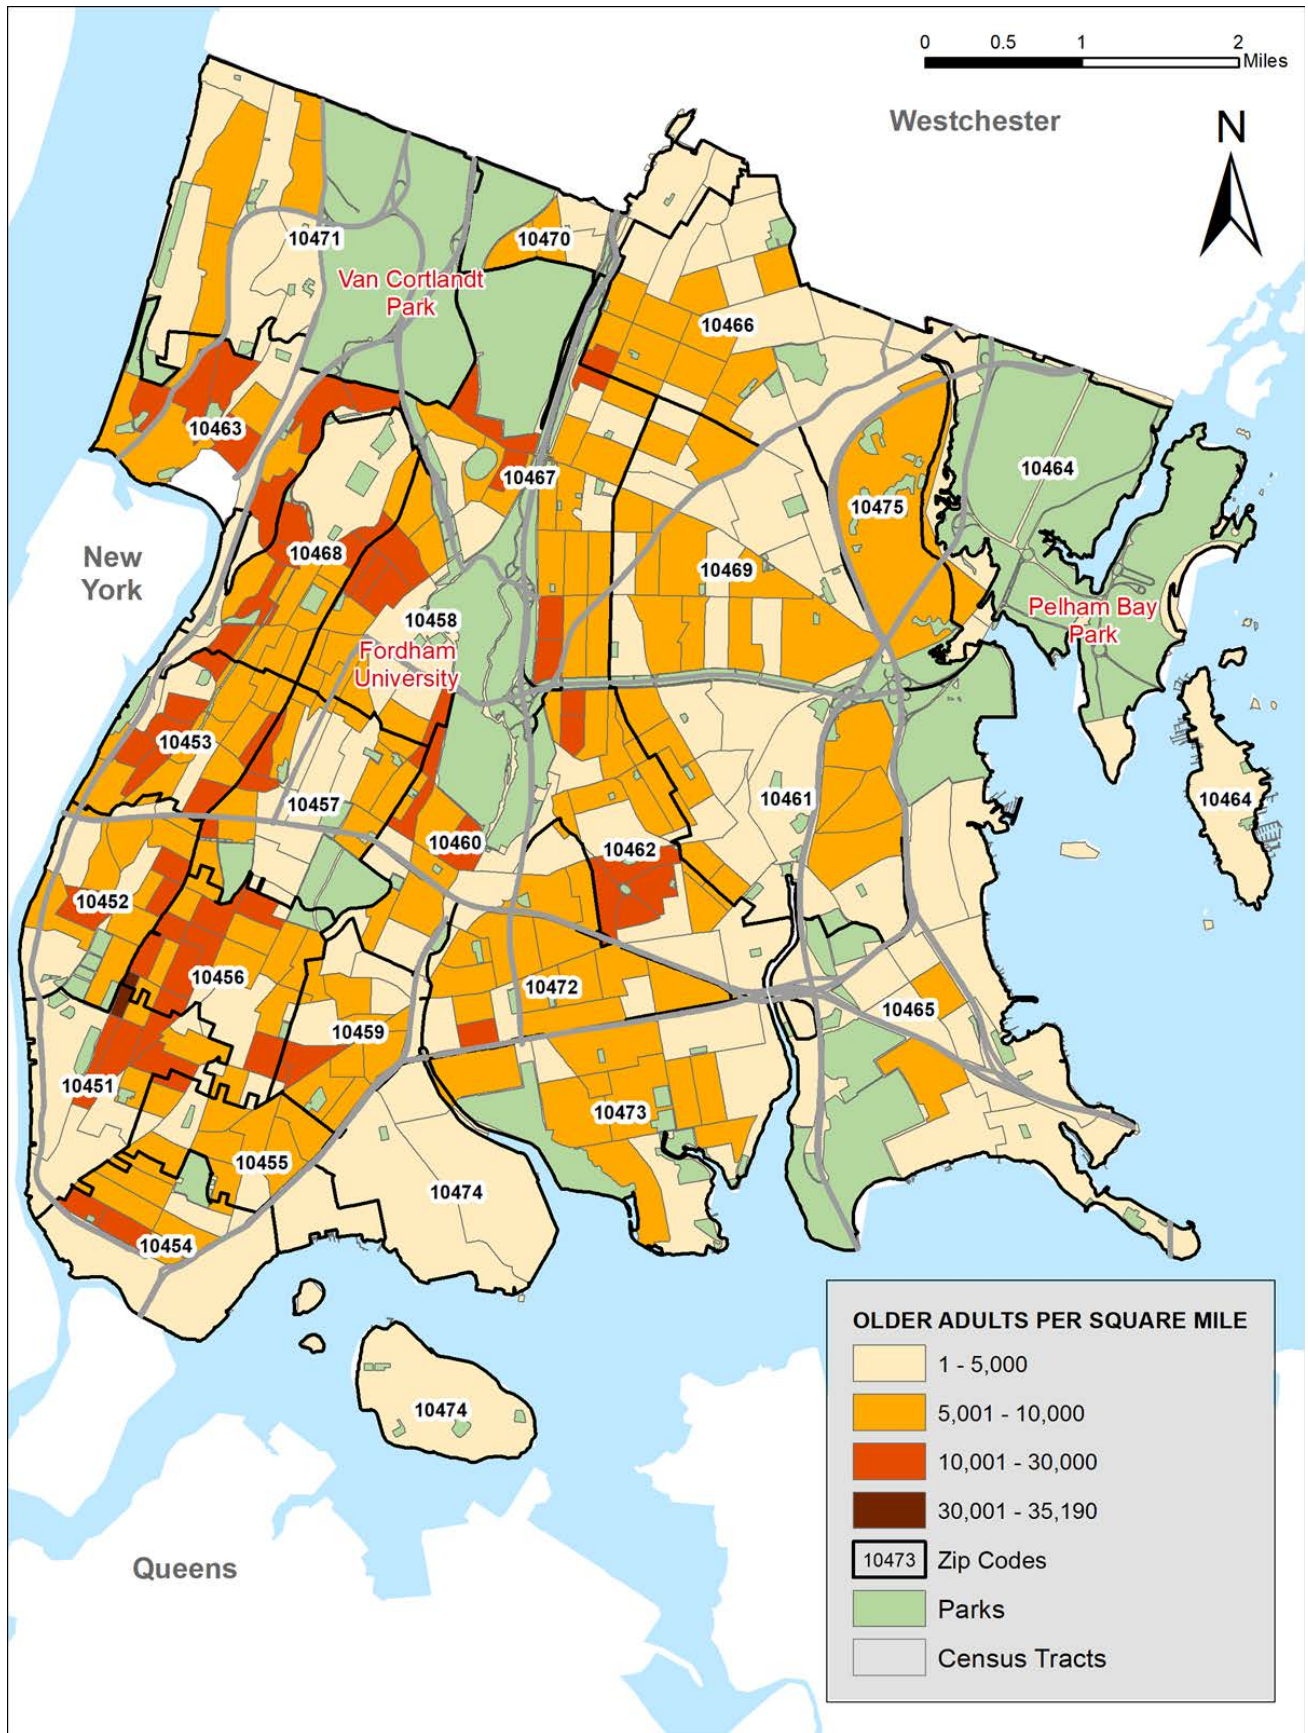 0 0.5 1 2
Miles
Westchester
N
10471
10470
Van Cortlandt
Park
10466
10463
10467
10464
10475
New
York
10468
10469
10458
Fordham
University
Pelham Bay
Park
10453
10457
10461
10464
10460
10462
10452
10456
10472
10465
10459
10451
10473
10455
10474
10454
10474
Queens
OLDER ADULTS PER SQUARE MILE
1 - 5,000
5,001 - 10,000
10,001 - 30,000
30,001 - 35,190
10473 Zip Codes
Parks
Census Tracts